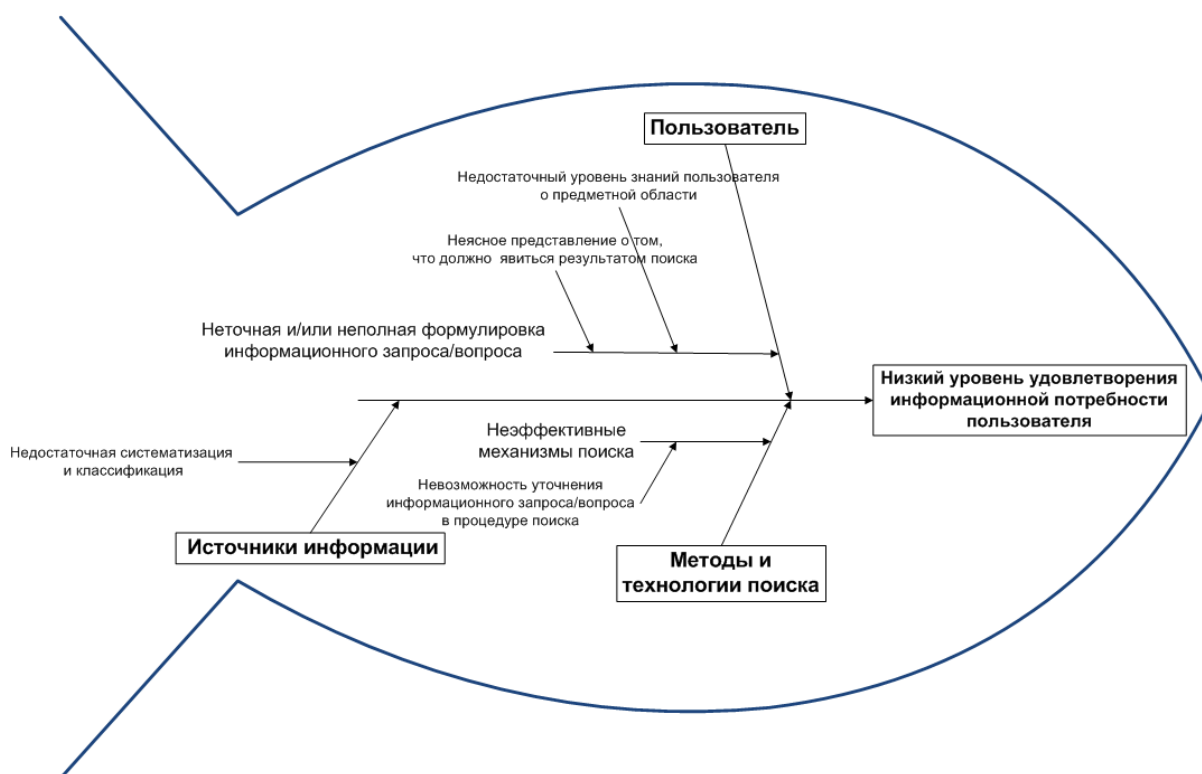 Пользователь
Недостаточный уровень знаний пользователя
о предметной области
Неясное представление о том,
что должно явиться результатом поиска
Неточная и/или неполная формулировка
информационного запроса/вопроса
Низкий уровень удовлетворения
информационной потребности
пользователя
Недостаточная систематизация
и классификация
Неэффективные
механизмы поиска
Невозможность уточнения
информационного запроса/вопроса
в процедуре поиска
Источники информации
Методы и
технологии поиска